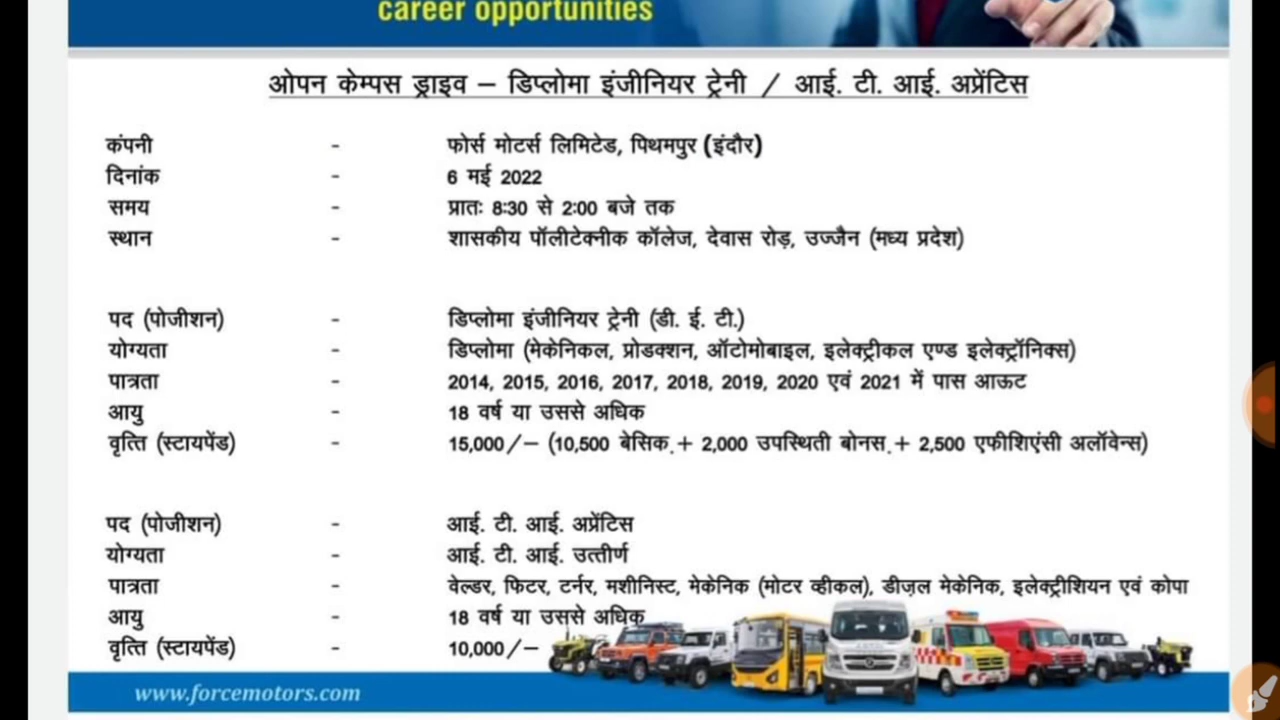 career opportunities
ओपन केम्पस ड्राइव – डिप्लोमा इंजीनियर ट्रेनी / आई. टी. आई. अप्रेंटिस
कंपनी - फोर्स मोटर्स लिमिटेड, पिथमपुर (इंदौर)
दिनांक - 6 मई 2022
समय - प्रातः 8:30 से 2:00 बजे तक
स्थान - शासकीय पॉलीटेक्नीक कॉलेज, देवास रोड़, उज्जैन (मध्य प्रदेश)
पद (पोजीशन) - डिप्लोमा इंजीनियर ट्रेनी (डी. ई. टी.)
योग्यता - डिप्लोमा (मेकेनिकल, प्रोडक्शन, ऑटोमोबाइल, इलेक्ट्रीकल एण्ड इलेक्ट्रॉनिक्स)
पात्रता - 2014, 2015, 2016, 2017, 2018, 2019, 2020 एवं 2021 में पास आऊट
आयु - 18 वर्ष या उससे अधिक
वृत्ति (स्टायपेंड) - 15,000/– (10,500 बेसिक + 2,000 उपस्थिती बोनस + 2,500 एफीशिएंसी अलॉवेन्स)
पद (पोजीशन) - आई. टी. आई. अप्रेंटिस
योग्यता - आई. टी. आई. उत्तीर्ण
पात्रता - वेल्डर, फिटर, टर्नर, मशीनिस्ट, मेकेनिक (मोटर व्हीकल), डीज़ल मेकेनिक, इलेक्ट्रीशियन एवं कोपा
आयु - 18 वर्ष या उससे अधिक
वृत्ति (स्टायपेंड) - 10,000/–
www.forcemotors.com